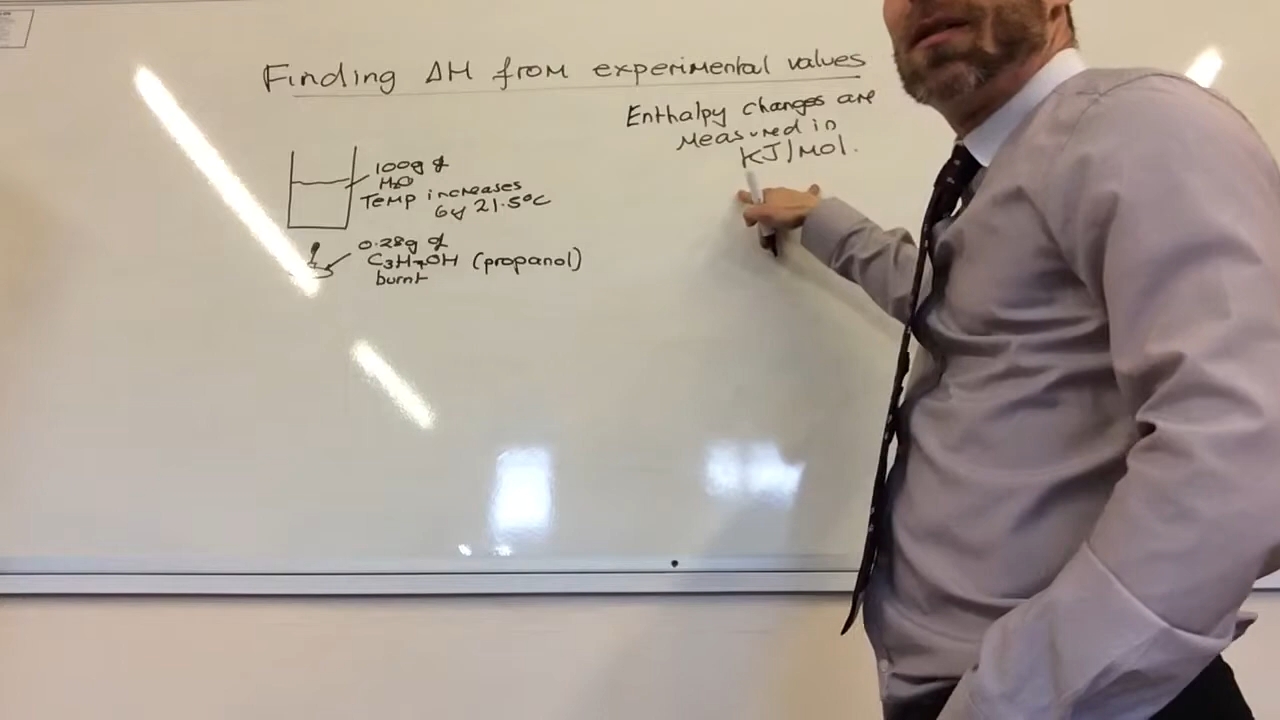 Finding ΔH from experimental values
Enthalpy changes are
measured in
KJ/mol.
100g of
H2O
Temp increases
by 21.5°C
0.28g of
C3H7OH (propanol)
burnt